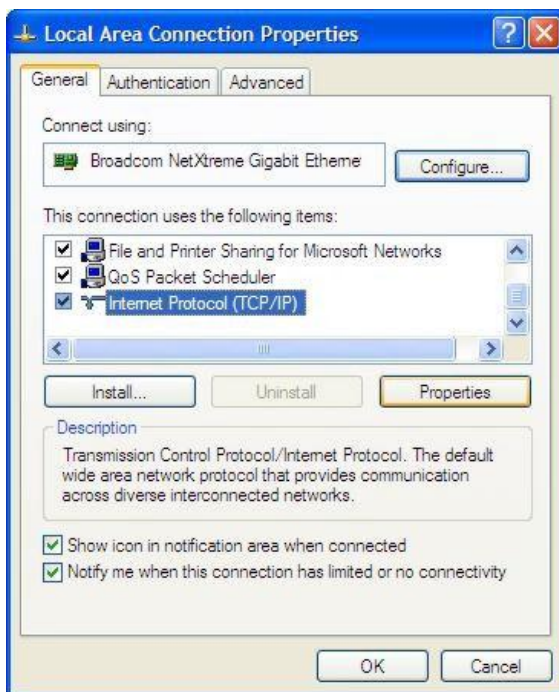 Local Area Connection Properties
General Authentication Advanced
Connect using:
Broadcom NetXtreme Gigabit Etherne
Configure...
This connection uses the following items:
File and Printer Sharing for Microsoft Networks
QoS Packet Scheduler
Internet Protocol (TCP/IP)
Install... Uninstall Properties
Description
Transmission Control Protocol/Internet Protocol. The default
wide area network protocol that provides communication
across diverse interconnected networks.
Show icon in notification area when connected
Notify me when this connection has limited or no connectivity
OK Cancel